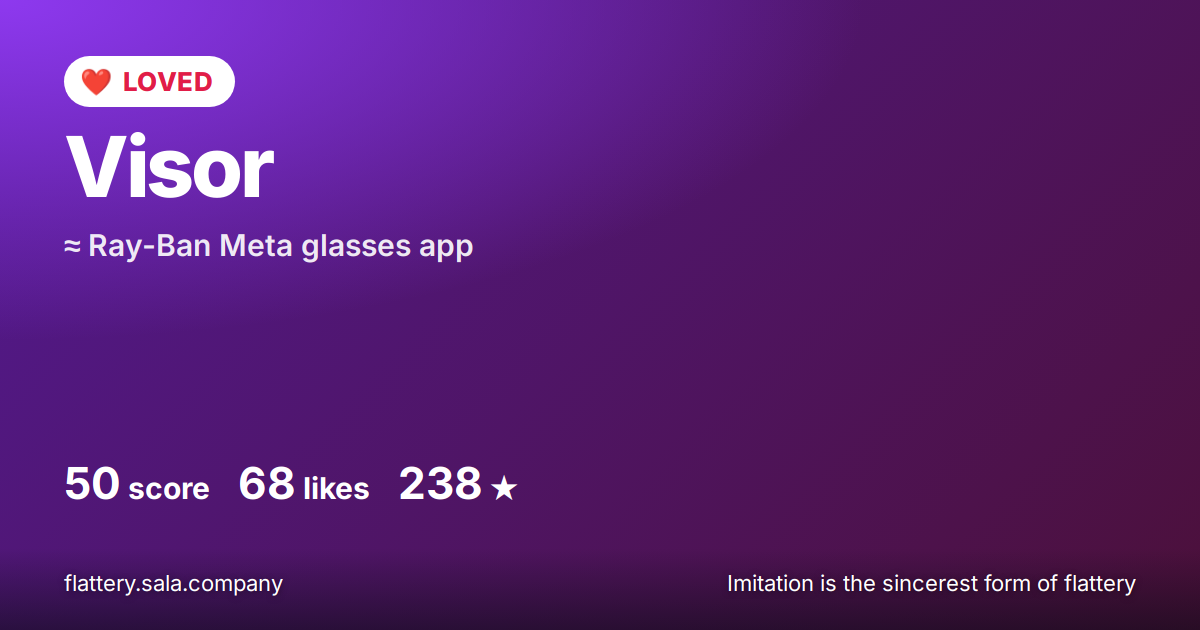 ❤️ LOVED
Visor
≈ Ray-Ban Meta glasses app
50 score 68 likes 238 ★
flattery.sala.company
Imitation is the sincerest form of flattery